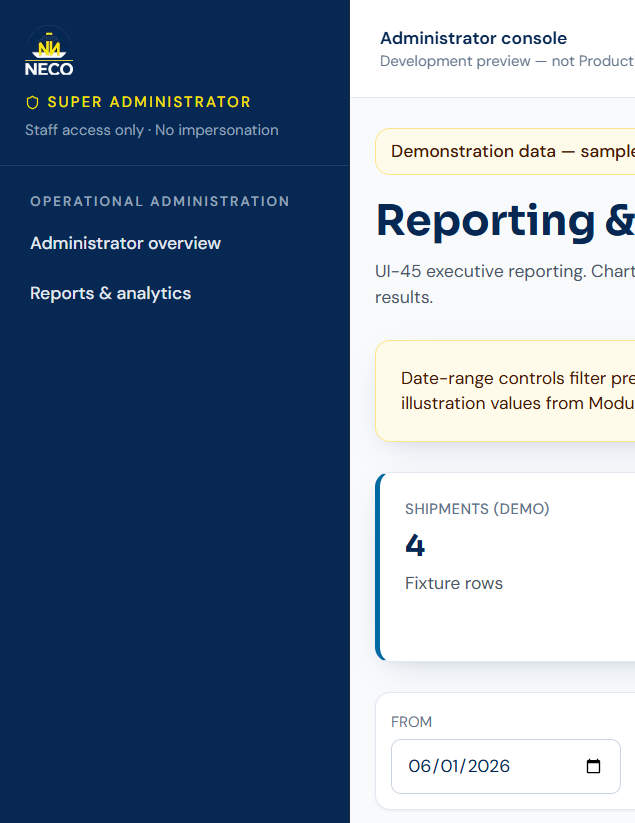 NECO
SUPER ADMINISTRATOR
Staff access only · No impersonation
OPERATIONAL ADMINISTRATION
Administrator overview
Reports & analytics
Administrator console
Development preview — not Product
Demonstration data — sample
Reporting &
UI-45 executive reporting. Chart
results.
Date-range controls filter pre
illustration values from Modu
SHIPMENTS (DEMO)
4
Fixture rows
FROM
06/01/2026